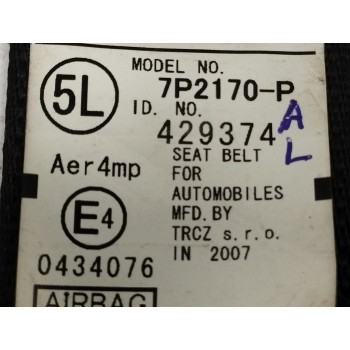 MODEL NO.
5L 7P2170-P
ID. NO.
429374 A L
Aer4mp SEAT BELT
FOR
AUTOMOBILES
E4 MFD. BY
TRCZ s.r.o.
0434076 IN 2007
AIRBAG